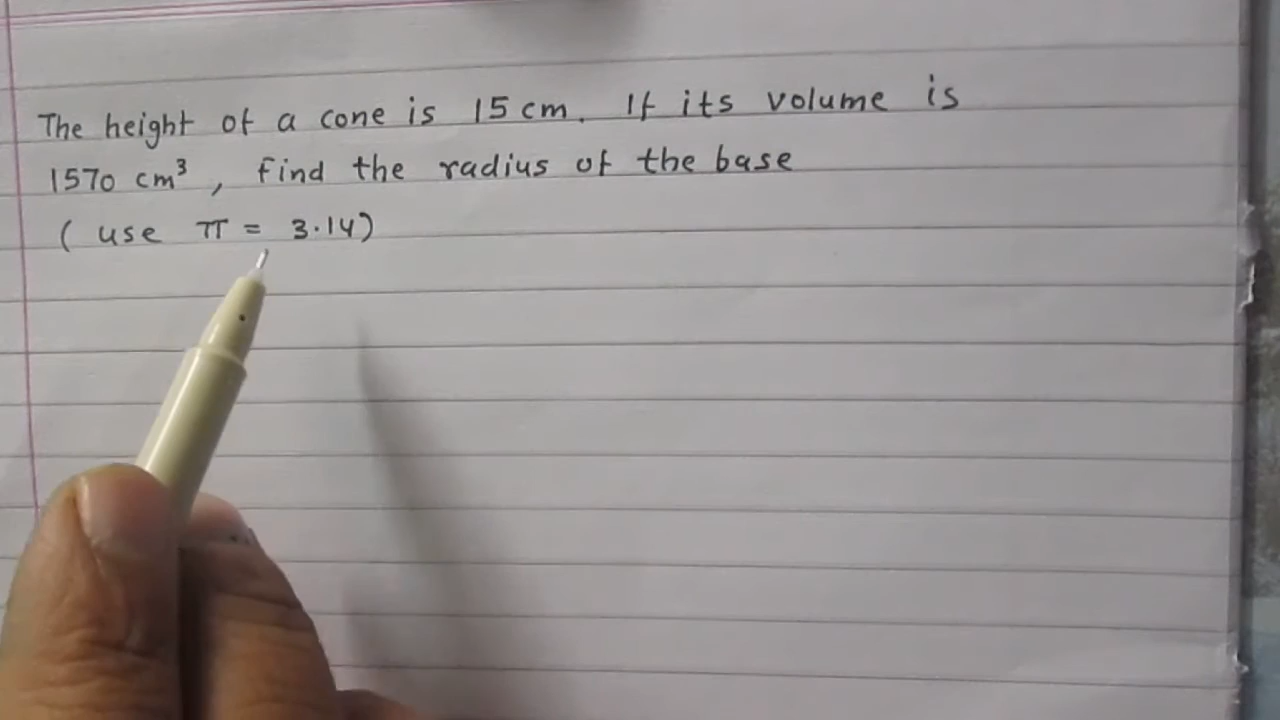 The height of a cone is 15 cm. If its volume is
1570 cm³, find the radius of the base
( use π = 3.14)